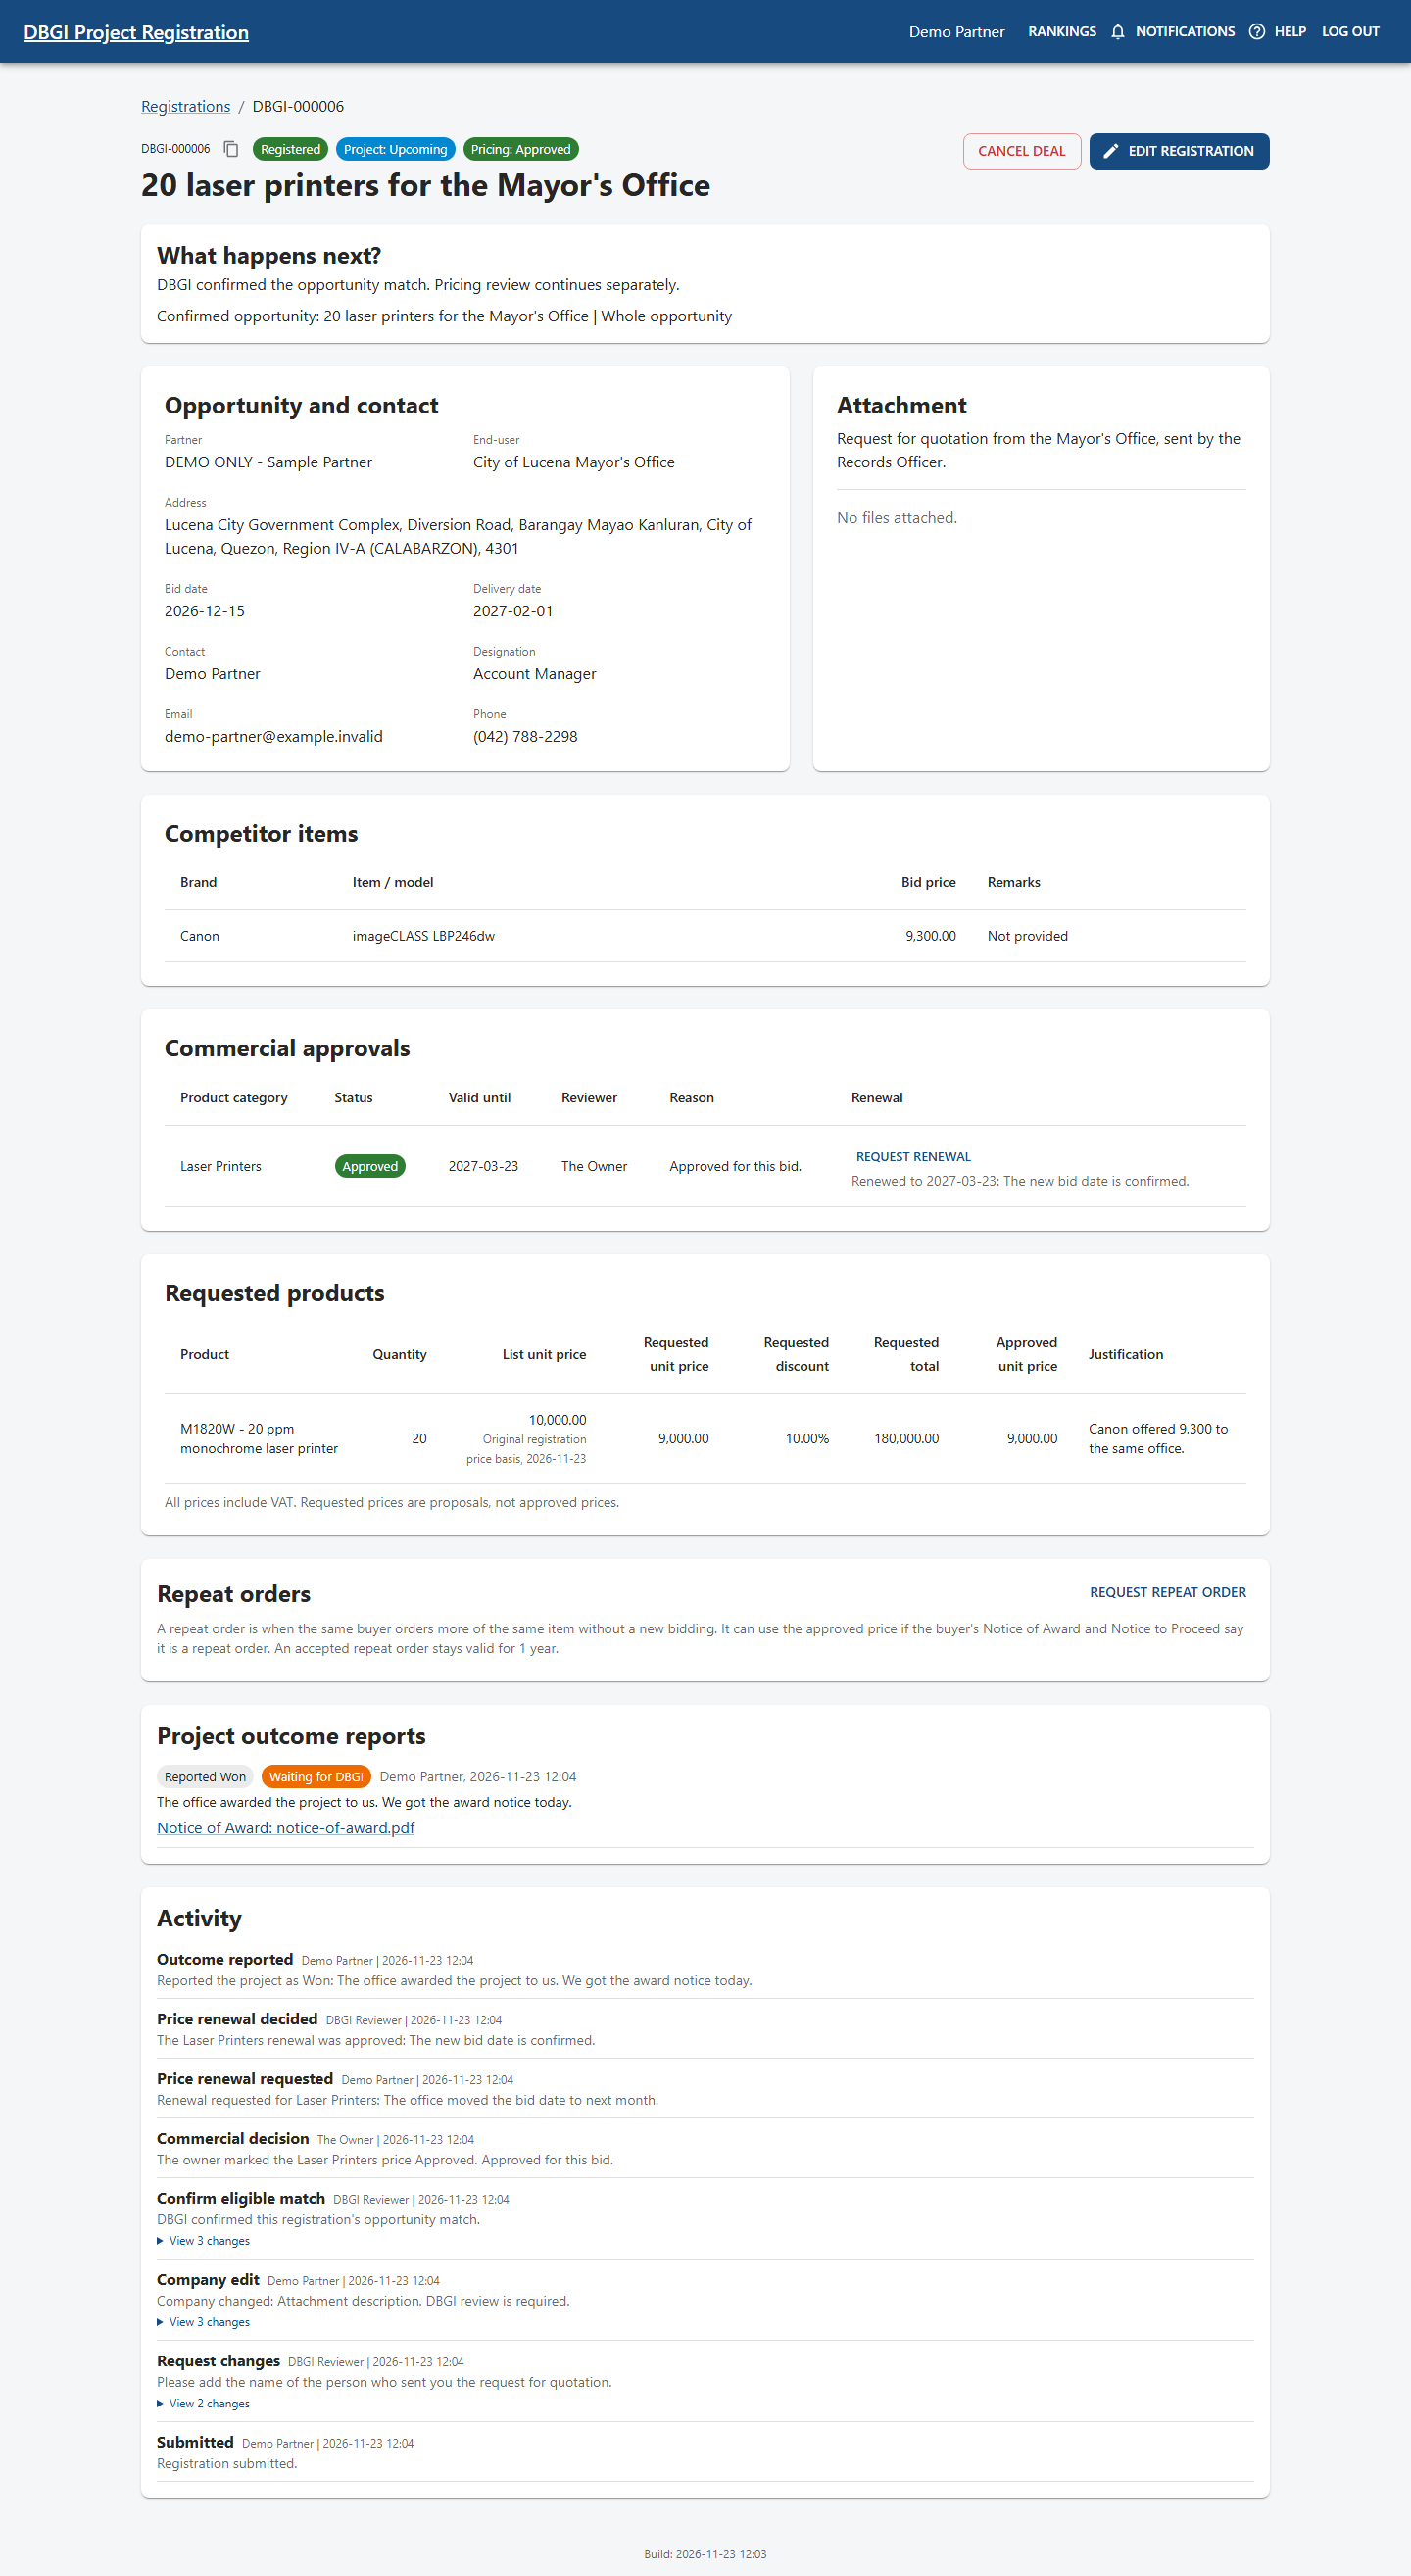 DBGI Project Registration
Demo Partner RANKINGS NOTIFICATIONS HELP LOG OUT
Registrations / DBGI-000006
DBGI-000006 Registered Project: Upcoming Pricing: Approved
CANCEL DEAL EDIT REGISTRATION
20 laser printers for the Mayor's Office
What happens next?
DBGI confirmed the opportunity match. Pricing review continues separately.
Confirmed opportunity: 20 laser printers for the Mayor's Office | Whole opportunity
Opportunity and contact
Partner End-user
DEMO ONLY - Sample Partner City of Lucena Mayor's Office
Address
Lucena City Government Complex, Diversion Road, Barangay Mayao Kanluran, City of
Lucena, Quezon, Region IV-A (CALABARZON), 4301
Bid date Delivery date
2026-12-15 2027-02-01
Contact Designation
Demo Partner Account Manager
Email Phone
demo-partner@example.invalid (042) 788-2298
Attachment
Request for quotation from the Mayor's Office, sent by the
Records Officer.
No files attached.
Competitor items
Brand Item / model Bid price Remarks
Canon imageCLASS LBP246dw 9,300.00 Not provided
Commercial approvals
Product category Status Valid until Reviewer Reason Renewal
Laser Printers Approved 2027-03-23 The Owner Approved for this bid. REQUEST RENEWAL
Renewed to 2027-03-23: The new bid date is confirmed.
Requested products
Product Quantity List unit price Requested unit price Requested discount Requested total Approved unit price Justification
M1820W - 20 ppm monochrome laser printer 20 10,000.00 Original registration price basis, 2026-11-23 9,000.00 10.00% 180,000.00 9,000.00 Canon offered 9,300 to the same office.
All prices include VAT. Requested prices are proposals, not approved prices.
Repeat orders REQUEST REPEAT ORDER
A repeat order is when the same buyer orders more of the same item without a new bidding. It can use the approved price if the buyer's Notice of Award and Notice to Proceed say
it is a repeat order. An accepted repeat order stays valid for 1 year.
Project outcome reports
Reported Won Waiting for DBGI Demo Partner, 2026-11-23 12:04
The office awarded the project to us. We got the award notice today.
Notice of Award: notice-of-award.pdf
Activity
Outcome reported Demo Partner | 2026-11-23 12:04
Reported the project as Won: The office awarded the project to us. We got the award notice today.
Price renewal decided DBGI Reviewer | 2026-11-23 12:04
The Laser Printers renewal was approved: The new bid date is confirmed.
Price renewal requested Demo Partner | 2026-11-23 12:04
Renewal requested for Laser Printers: The office moved the bid date to next month.
Commercial decision The Owner | 2026-11-23 12:04
The owner marked the Laser Printers price Approved. Approved for this bid.
Confirm eligible match DBGI Reviewer | 2026-11-23 12:04
DBGI confirmed this registration's opportunity match.
View 3 changes
Company edit Demo Partner | 2026-11-23 12:04
Company changed: Attachment description. DBGI review is required.
View 3 changes
Request changes DBGI Reviewer | 2026-11-23 12:04
Please add the name of the person who sent you the request for quotation.
View 2 changes
Submitted Demo Partner | 2026-11-23 12:04
Registration submitted.
Build: 2026-11-23 12:03